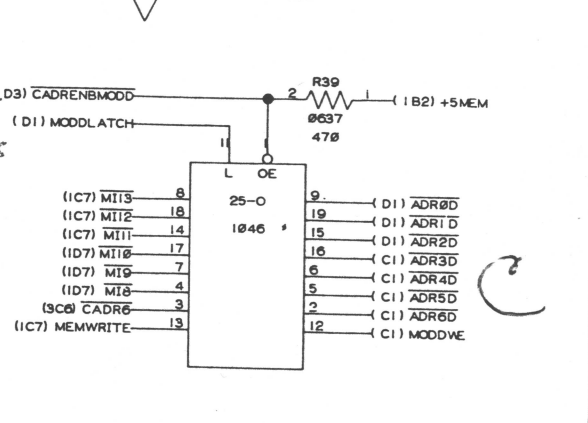 R39
D3) CADRENBMODD 2 1 ( 1B2) +5MEM
0637
( D1) MODDLATCH 470
11 1
L OE
(1C7) MI13 8 25-0 9 ( D1) ADR0D
(1C7) MI12 18 1046 19 ( D1) ADR1D
(1C7) MI11 14 15 ( D1) ADR2D
(1D7) MI10 17 16 ( C1) ADR3D
(1D7) MI9 7 6 ( C1) ADR4D
(1D7) MI8 4 5 ( C1) ADR5D
(3C6) CADR6 3 2 ( C1) ADR6D
(1C7) MEMWRITE 13 12 ( C1) MODDWE